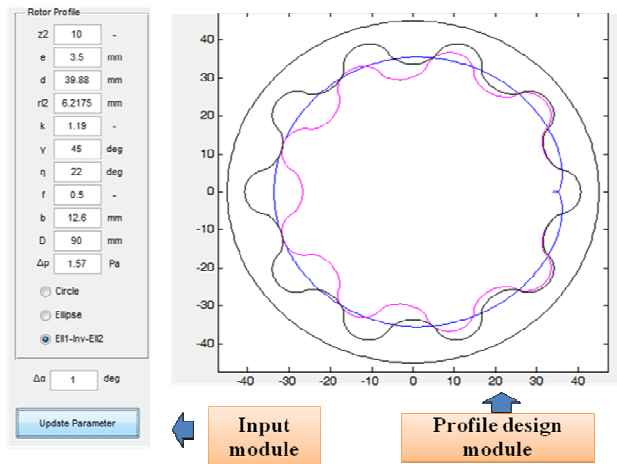 Rotor Profile
z2 10 -
e 3.5 mm
d 39.88 mm
rl2 6.2175 mm
k 1.19 -
γ 45 deg
η 22 deg
f 0.5 -
b 12.6 mm
D 90 mm
Δp 1.57 Pa
Circle
Ellipse
Ell1-Inv-Ell2
Δα 1 deg
Update Parameter
40
30
20
10
0
-10
-20
-30
-40
-40 -30 -20 -10 0 10 20 30 40
Input
module
Profile design
module